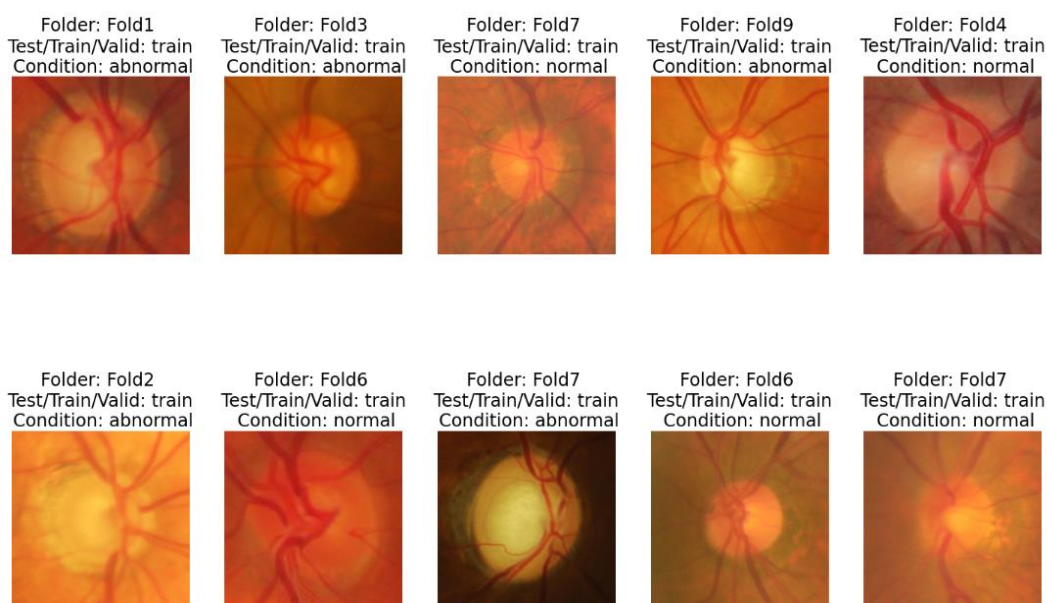 Folder: Fold1
Test/Train/Valid: train
Condition: abnormal
Folder: Fold3
Test/Train/Valid: train
Condition: abnormal
Folder: Fold7
Test/Train/Valid: train
Condition: normal
Folder: Fold9
Test/Train/Valid: train
Condition: abnormal
Folder: Fold4
Test/Train/Valid: train
Condition: normal
Folder: Fold2
Test/Train/Valid: train
Condition: abnormal
Folder: Fold6
Test/Train/Valid: train
Condition: normal
Folder: Fold7
Test/Train/Valid: train
Condition: abnormal
Folder: Fold6
Test/Train/Valid: train
Condition: normal
Folder: Fold7
Test/Train/Valid: train
Condition: normal